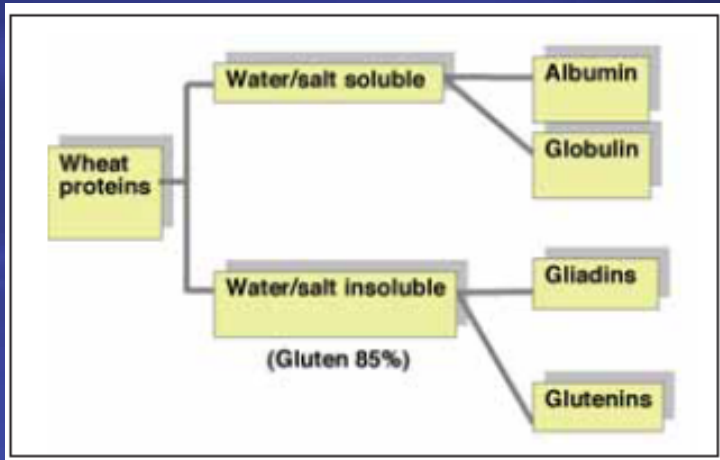 Wheat
proteins
Water/salt soluble
Albumin
Globulin
Water/salt insoluble
(Gluten 85%)
Gliadins
Glutenins